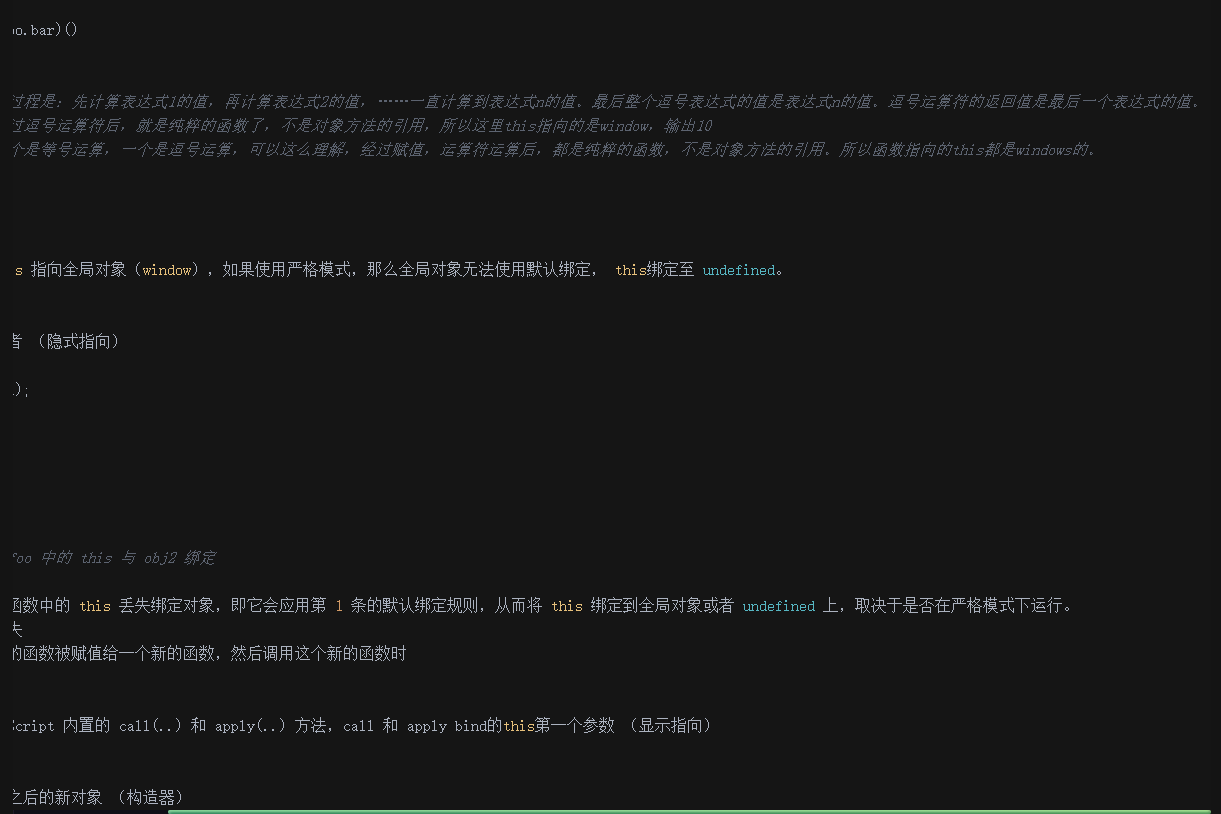 o.bar)()
过程是: 先计算表达式1的值, 再计算表达式2的值, ……一直计算到表达式n的值。最后整个逗号表达式的值是表达式n的值。逗号运算符的返回值是最后一个表达式的值。
过逗号运算符后, 就是纯粹的函数了, 不是对象方法的引用, 所以这里this指向的是window, 输出10
个是等号运算, 一个是逗号运算, 可以这么理解, 经过赋值, 运算符运算后, 都是纯粹的函数, 不是对象方法的引用。所以函数指向的this都是windows的。
s 指向全局对象（window）, 如果使用严格模式, 那么全局对象无法使用默认绑定, this绑定至 undefined。
者 （隐式指向）
);
foo 中的 this 与 obj2 绑定
函数中的 this 丢失绑定对象, 即它会应用第 1 条的默认绑定规则, 从而将 this 绑定到全局对象或者 undefined 上, 取决于是否在严格模式下运行。
失
的函数被赋值给一个新的函数, 然后调用这个新的函数时
Script 内置的 call(..) 和 apply(..) 方法, call 和 apply bind的this第一个参数 （显示指向）
之后的新对象 （构造器）